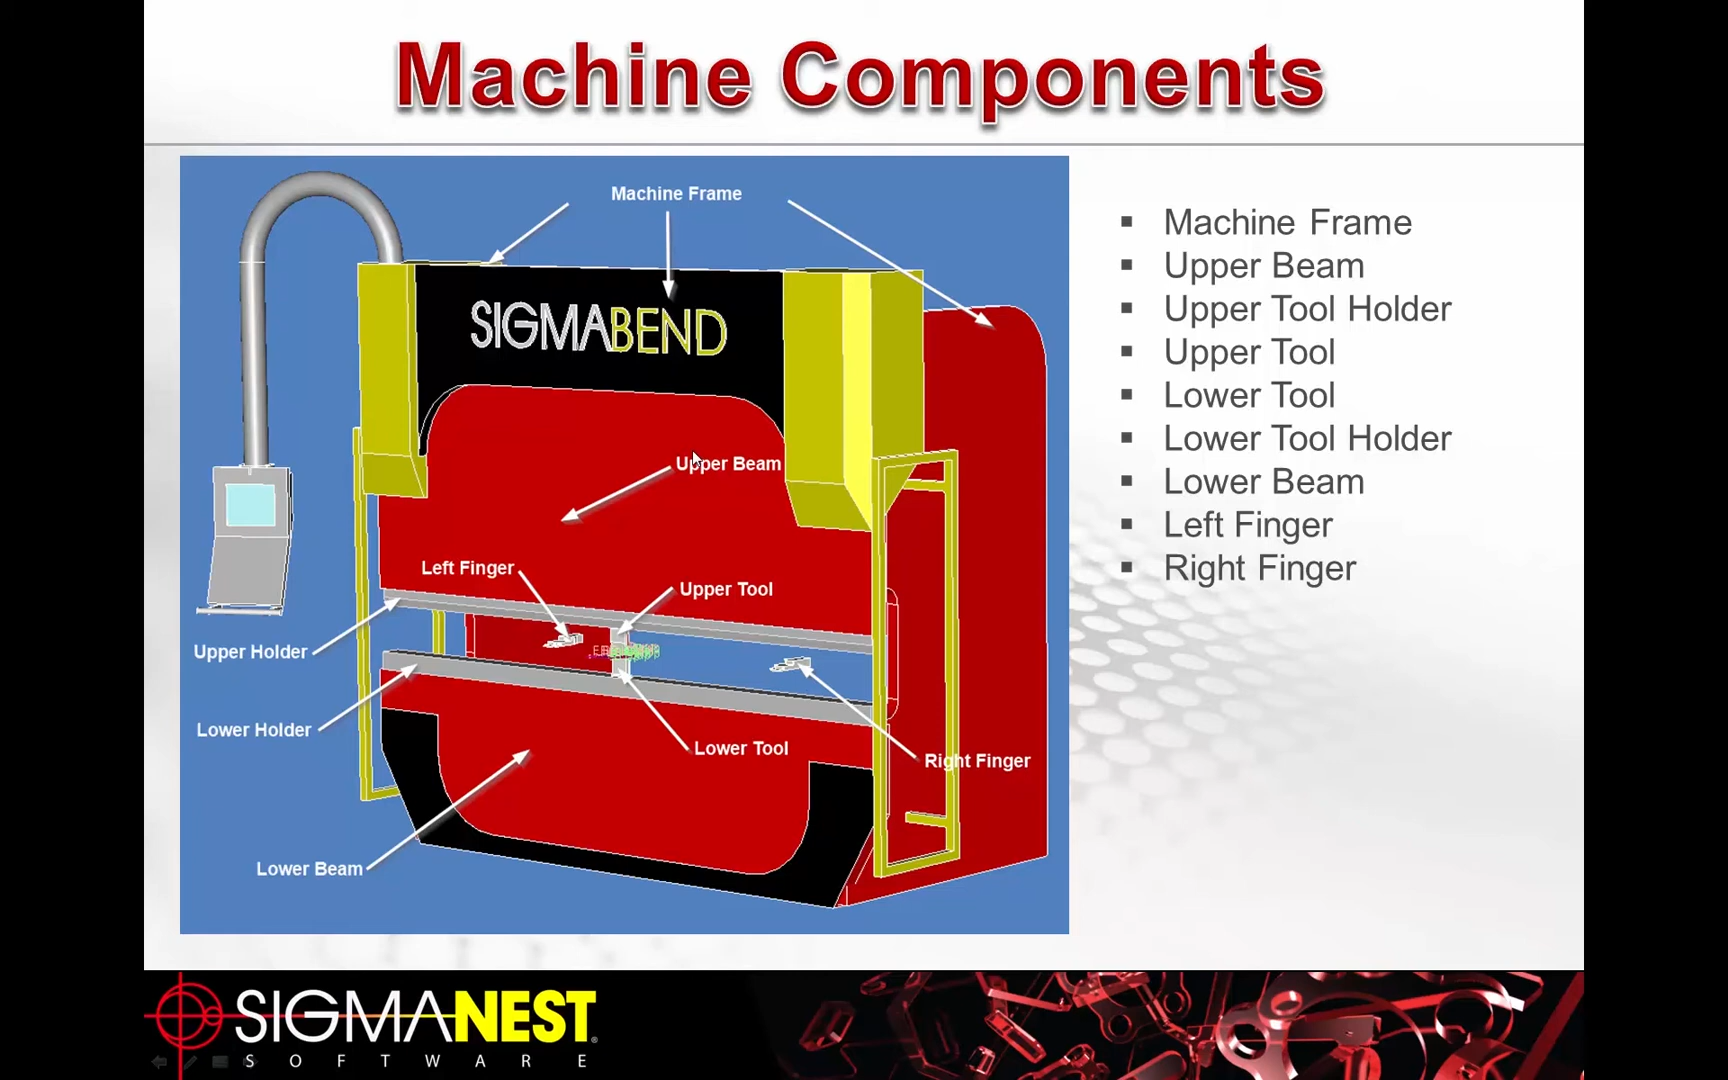 Machine Components
Machine Frame
SIGMABEND
Upper Beam
Left Finger
Upper Tool
Upper Holder
Lower Holder
Lower Tool
Right Finger
Lower Beam
▪ Machine Frame
▪ Upper Beam
▪ Upper Tool Holder
▪ Upper Tool
▪ Lower Tool
▪ Lower Tool Holder
▪ Lower Beam
▪ Left Finger
▪ Right Finger
SIGMANEST®
SOFTWARE